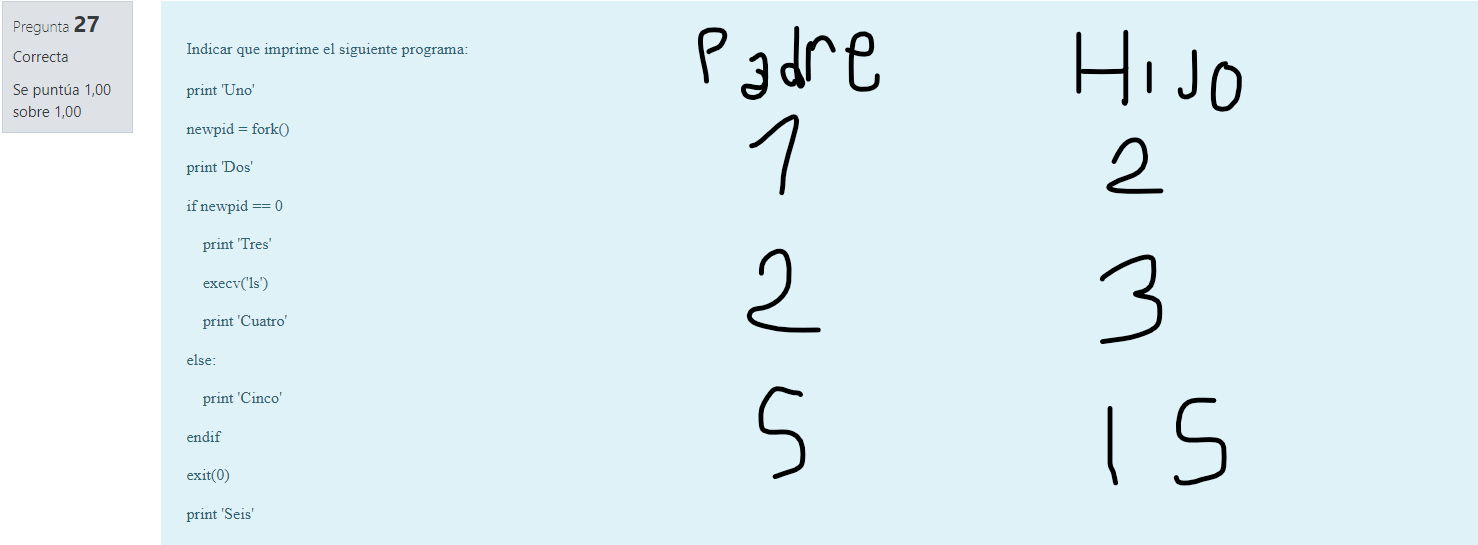 Pregunta 27
Correcta
Se puntúa 1,00
sobre 1,00
Indicar que imprime el siguiente programa:
print 'Uno'
newpid = fork()
print 'Dos'
if newpid == 0
print 'Tres'
execv('ls')
print 'Cuatro'
else:
print 'Cinco'
endif
exit(0)
print 'Seis'
Padre
1
2
5
HIJO
2
3
lS